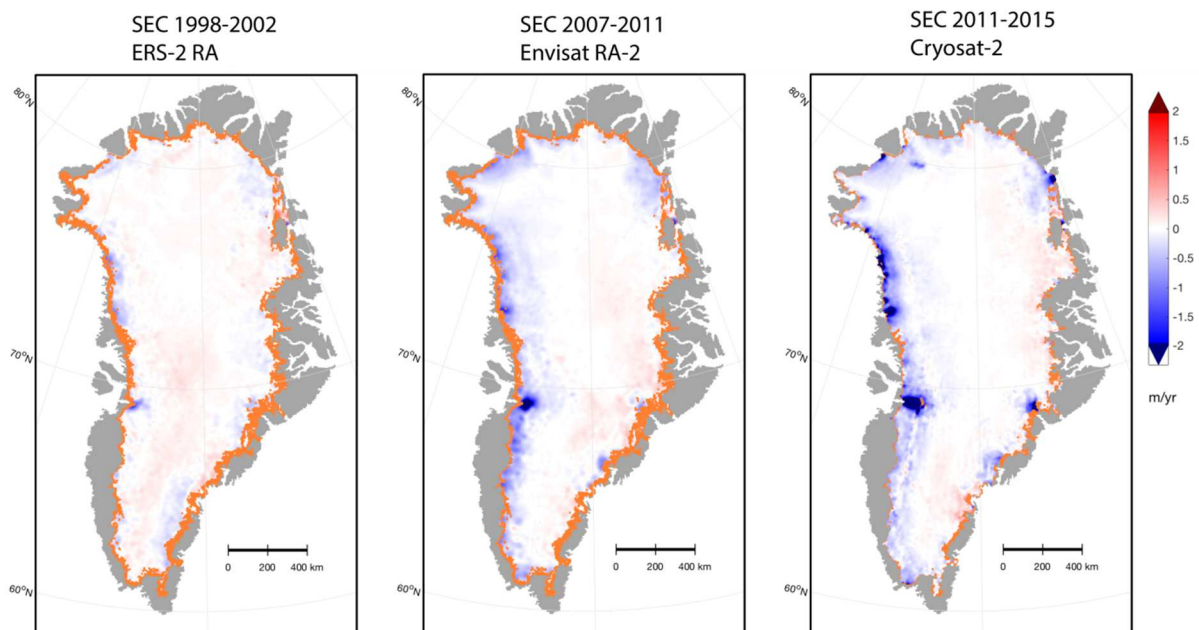 SEC 1998-2002
ERS-2 RA
SEC 2007-2011
Envisat RA-2
SEC 2011-2015
Cryosat-2
80°N
70°N
60°N
0 200 400 km
80°N
70°N
60°N
0 200 400 km
80°N
70°N
60°N
0 200 400 km
2
1.5
1
0.5
0
-0.5
-1
-1.5
-2
m/yr